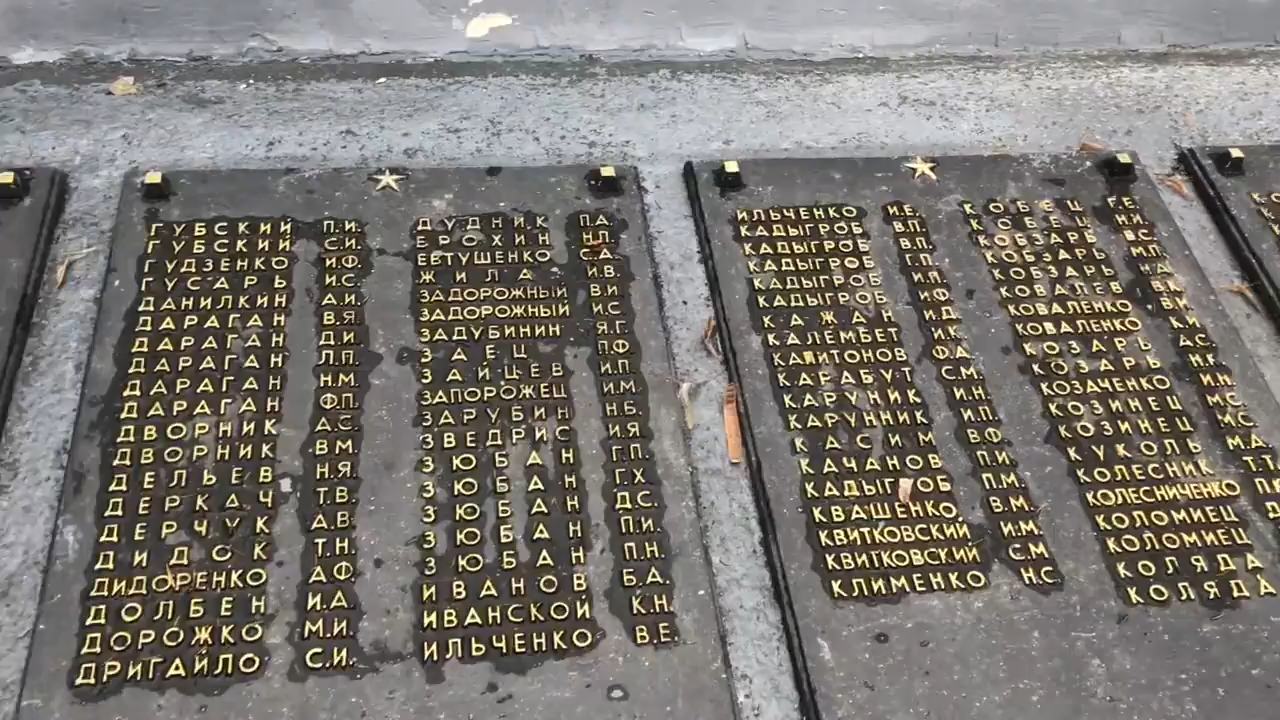 ГУБСКИЙ П.И.
ГУБСКИЙ С.И.
ГУДЗЕНКО И.Ф.
ГУСАРЬ И.С.
ДАНИЛКИН А.И.
ДАРАГАН В.Я.
ДАРАГАН Д.И.
ДАРАГАН Л.П.
ДАРАГАН Н.М.
ДАРАГАН Ф.П.
ДВОРНИК А.С.
ДВОРНИК В.М.
ДЕЛЬЕВ Н.Я.
ДЕРКАЧ Т.В.
ДЕРЧУК А.В.
ДИДОК Т.Н.
ДИДОРЕНКО А.Ф.
ДОЛБЕН И.А.
ДОРОЖКО М.И.
ДРИГАЙЛО С.И.
ДУДНИК П.А.
ЕРОХИН Н.П.
ЕВТУШЕНКО С.А.
ЖИЛА И.В.
ЗАДОРОЖНЫЙ В.И.
ЗАДОРОЖНЫЙ И.С
ЗАДУБИНИН Я.Г.
ЗАЕЦ П.Ф
ЗАЙЦЕВ И.П.
ЗАПОРОЖЕЦ И.М.
ЗАРУБИН Н.Б.
ЗВЕДРИС И.Я
ЗЮБАН Г.П.
ЗЮБАН Г.Х
ЗЮБАН Д.С.
ЗЮБАН П.И.
ЗЮБАН П.Н.
ИВАНОВ Б.А.
ИВАНСКОЙ К.Н.
ИЛЬЧЕНКО В.Е.
ИЛЬЧЕНКО И.Е.
КАДЫГРОБ В.П.
КАДЫГРОБ В.П.
КАДЫГРОБ Г.П.
КАДЫГРОБ И.П.
КАДЫГРОБ И.Ф.
КАЖАН И.Д.
КАЛЕМБЕТ И.К.
КАПИТОНОВ Ф.А.
КАРАБУТ С.М.
КАРУНИК И.Н.
КАРУННИК И.П.
КАСИМ В.Ф.
КАЧАНОВ П.И.
КАДЫГРОБ П.М.
КВАШЕНКО В.М.
КВИТКОВСКИЙ И.М.
КВИТКОВСКИЙ С.М
КЛИМЕНКО Н.С.
КОБЕЦ Г.Е.
КОБЕЦ Н.И.
КОБЗАРЬ В.С.
КОБЗАРЬ М.П.
КОБЗАРЬ
КОВАЛЕВ В.К.
КОВАЛЕНКО В.И.
КОВАЛЕНКО К.И.
КОЗАРЬ А.С.
КОЗАРЬ Н.К.
КОЗАЧЕНКО И.Н.
КОЗИНЕЦ М.С.
КОЗИНЕЦ М.С.
КУКОЛЬ М.А.
КОЛЕСНИК Т.Т.
КОЛЕСНИЧЕНКО
КОЛОМИЕЦ
КОЛОМИЕЦ
КОЛЯДА
КОЛЯДА